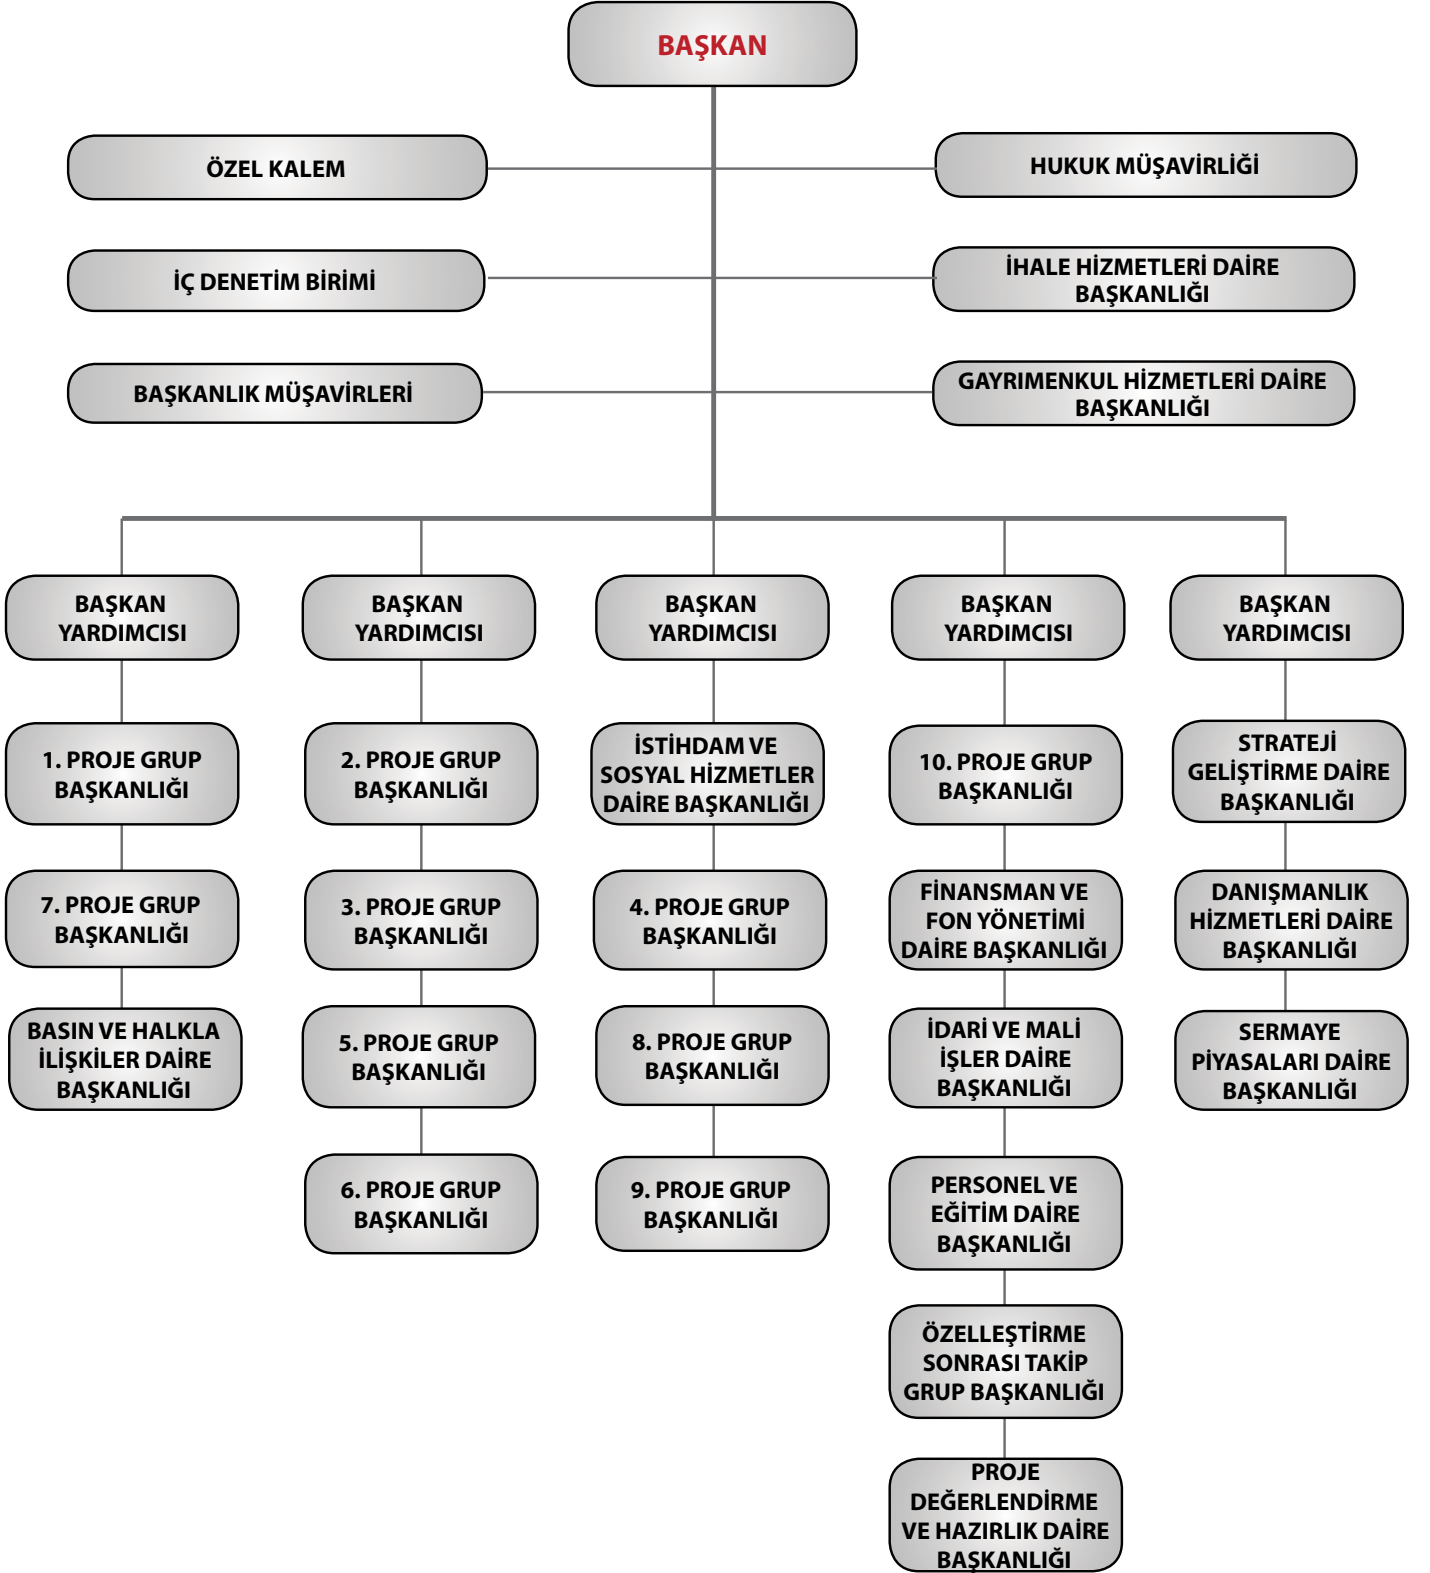 BAŞKAN
ÖZEL KALEM
HUKUK MÜŞAVİRLİĞİ
İÇ DENETİM BİRİMİ
İHALE HİZMETLERİ DAİRE
BAŞKANLIĞI
BAŞKANLIK MÜŞAVİRLERİ
GAYRIMENKUL HİZMETLERİ DAİRE
BAŞKANLIĞI
BAŞKAN
YARDIMCISI
1. PROJE GRUP
BAŞKANLIĞI
7. PROJE GRUP
BAŞKANLIĞI
BASIN VE HALKLA
İLİŞKİLER DAİRE
BAŞKANLIĞI
BAŞKAN
YARDIMCISI
2. PROJE GRUP
BAŞKANLIĞI
3. PROJE GRUP
BAŞKANLIĞI
5. PROJE GRUP
BAŞKANLIĞI
6. PROJE GRUP
BAŞKANLIĞI
BAŞKAN
YARDIMCISI
İSTİHDAM VE
SOSYAL HİZMETLER
DAİRE BAŞKANLIĞI
4. PROJE GRUP
BAŞKANLIĞI
8. PROJE GRUP
BAŞKANLIĞI
9. PROJE GRUP
BAŞKANLIĞI
BAŞKAN
YARDIMCISI
10. PROJE GRUP
BAŞKANLIĞI
FİNANSMAN VE
FON YÖNETİMİ
DAİRE BAŞKANLIĞI
İDARİ VE MALİ
İŞLER DAİRE
BAŞKANLIĞI
PERSONEL VE
EĞİTİM DAİRE
BAŞKANLIĞI
ÖZELLEŞTİRME
SONRASI TAKİP
GRUP BAŞKANLIĞI
PROJE
DEĞERLENDİRME
VE HAZIRLIK DAİRE
BAŞKANLIĞI
BAŞKAN
YARDIMCISI
STRATEJİ
GELİŞTİRME DAİRE
BAŞKANLIĞI
DANIŞMANLIK
HİZMETLERİ DAİRE
BAŞKANLIĞI
SERMAYE
PİYASALARI DAİRE
BAŞKANLIĞI